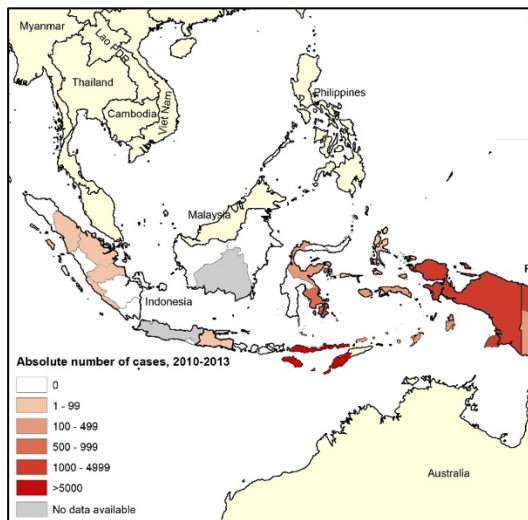 Myanmar
Lao PDR
Thailand
Viet Nam
Cambodia
Philippines
Malaysia
Indonesia
P
Absolute number of cases, 2010-2013
0
1 - 99
100 - 499
500 - 999
1000 - 4999
>5000
No data available
Australia